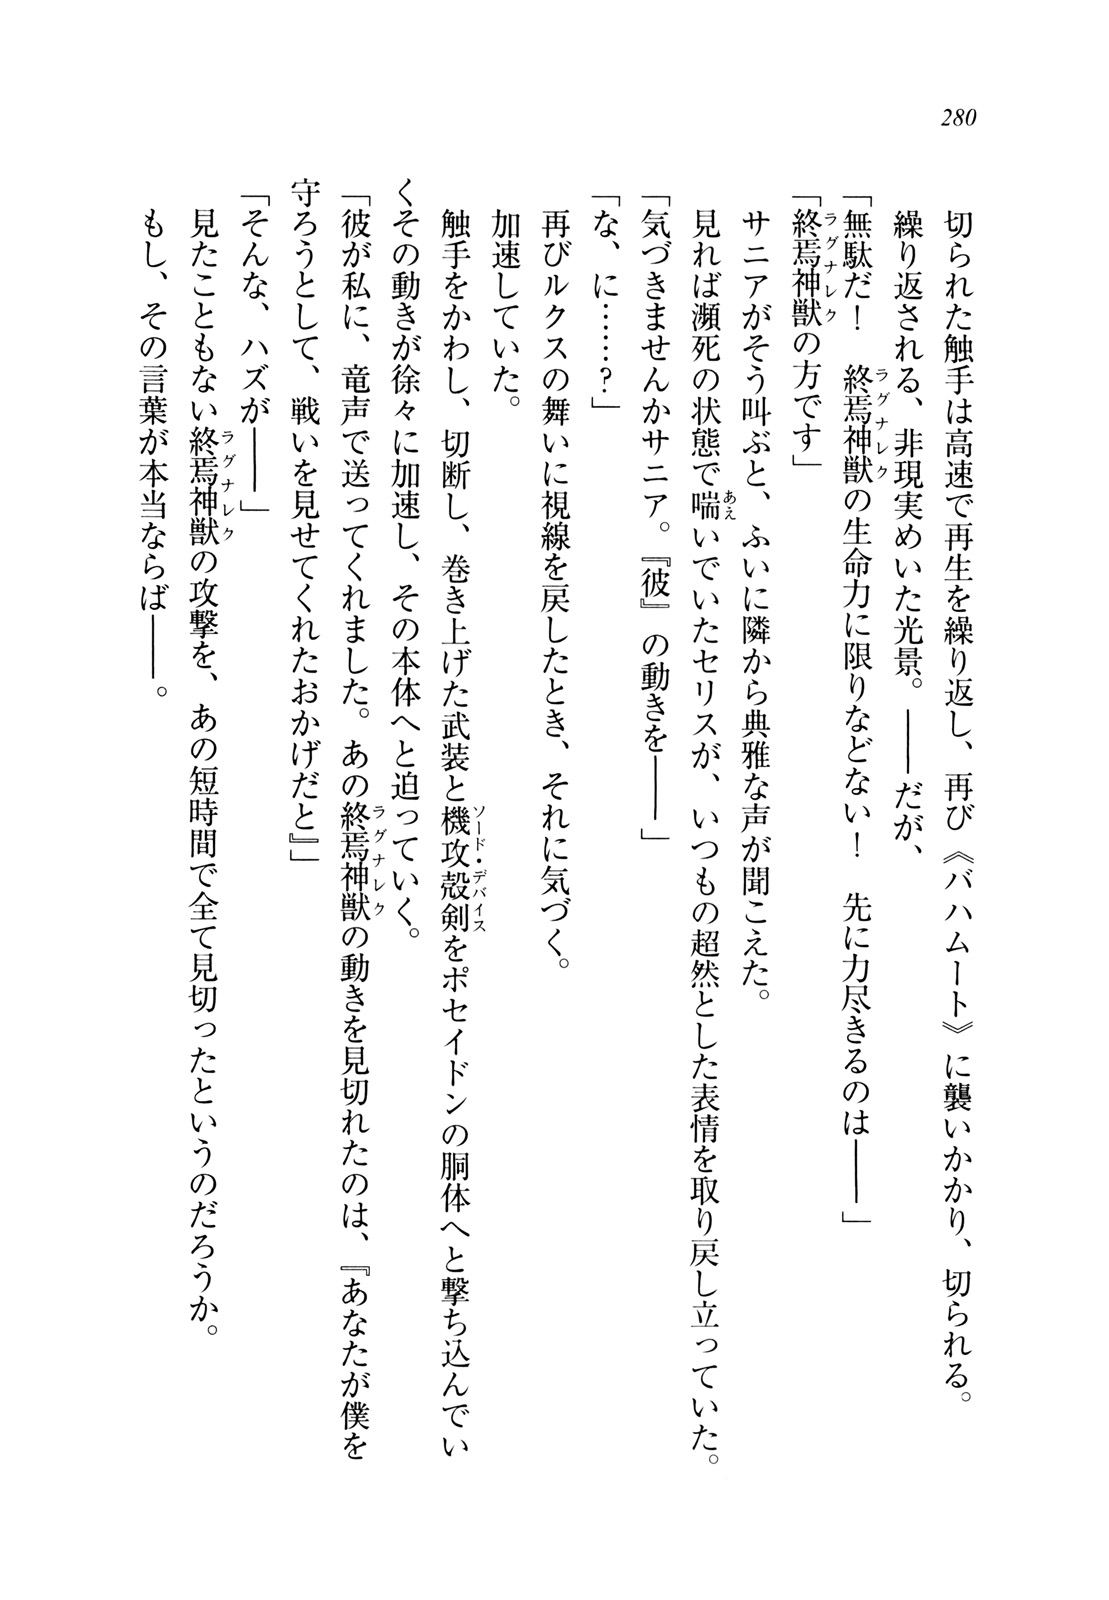 280
切られた触手は高速で再生を繰り返し、再び《バハムート》に襲いかかり、切られる。
繰り返される、非現実めいた光景。――だが、
「無駄だ！　終焉神獣の生命力に限りなどない！　先に力尽きるのは――」
「終焉神獣の方です」
サニアがそう叫ぶと、ふいに隣から典雅な声が聞こえた。
見れば瀕死の状態で喘いでいたセリスが、いつもの超然とした表情を取り戻し立っていた。
「気づきませんかサニア。『彼』の動きを――」
「な、に……？」
再びルクスの舞いに視線を戻したとき、それに気づく。
加速していた。
触手をかわし、切断し、巻き上げた武装と機攻殻剣をポセイドンの胴体へと撃ち込んでい
くその動きが徐々に加速し、その本体へと迫っていく。
「彼が私に、竜声で送ってくれました。あの終焉神獣の動きを見切れたのは、『あなたが僕を
守ろうとして、戦いを見せてくれたおかげだと』」
「そんな、ハズが――」
見たこともない終焉神獣の攻撃を、あの短時間で全て見切ったというのだろうか。
もし、その言葉が本当ならば――。